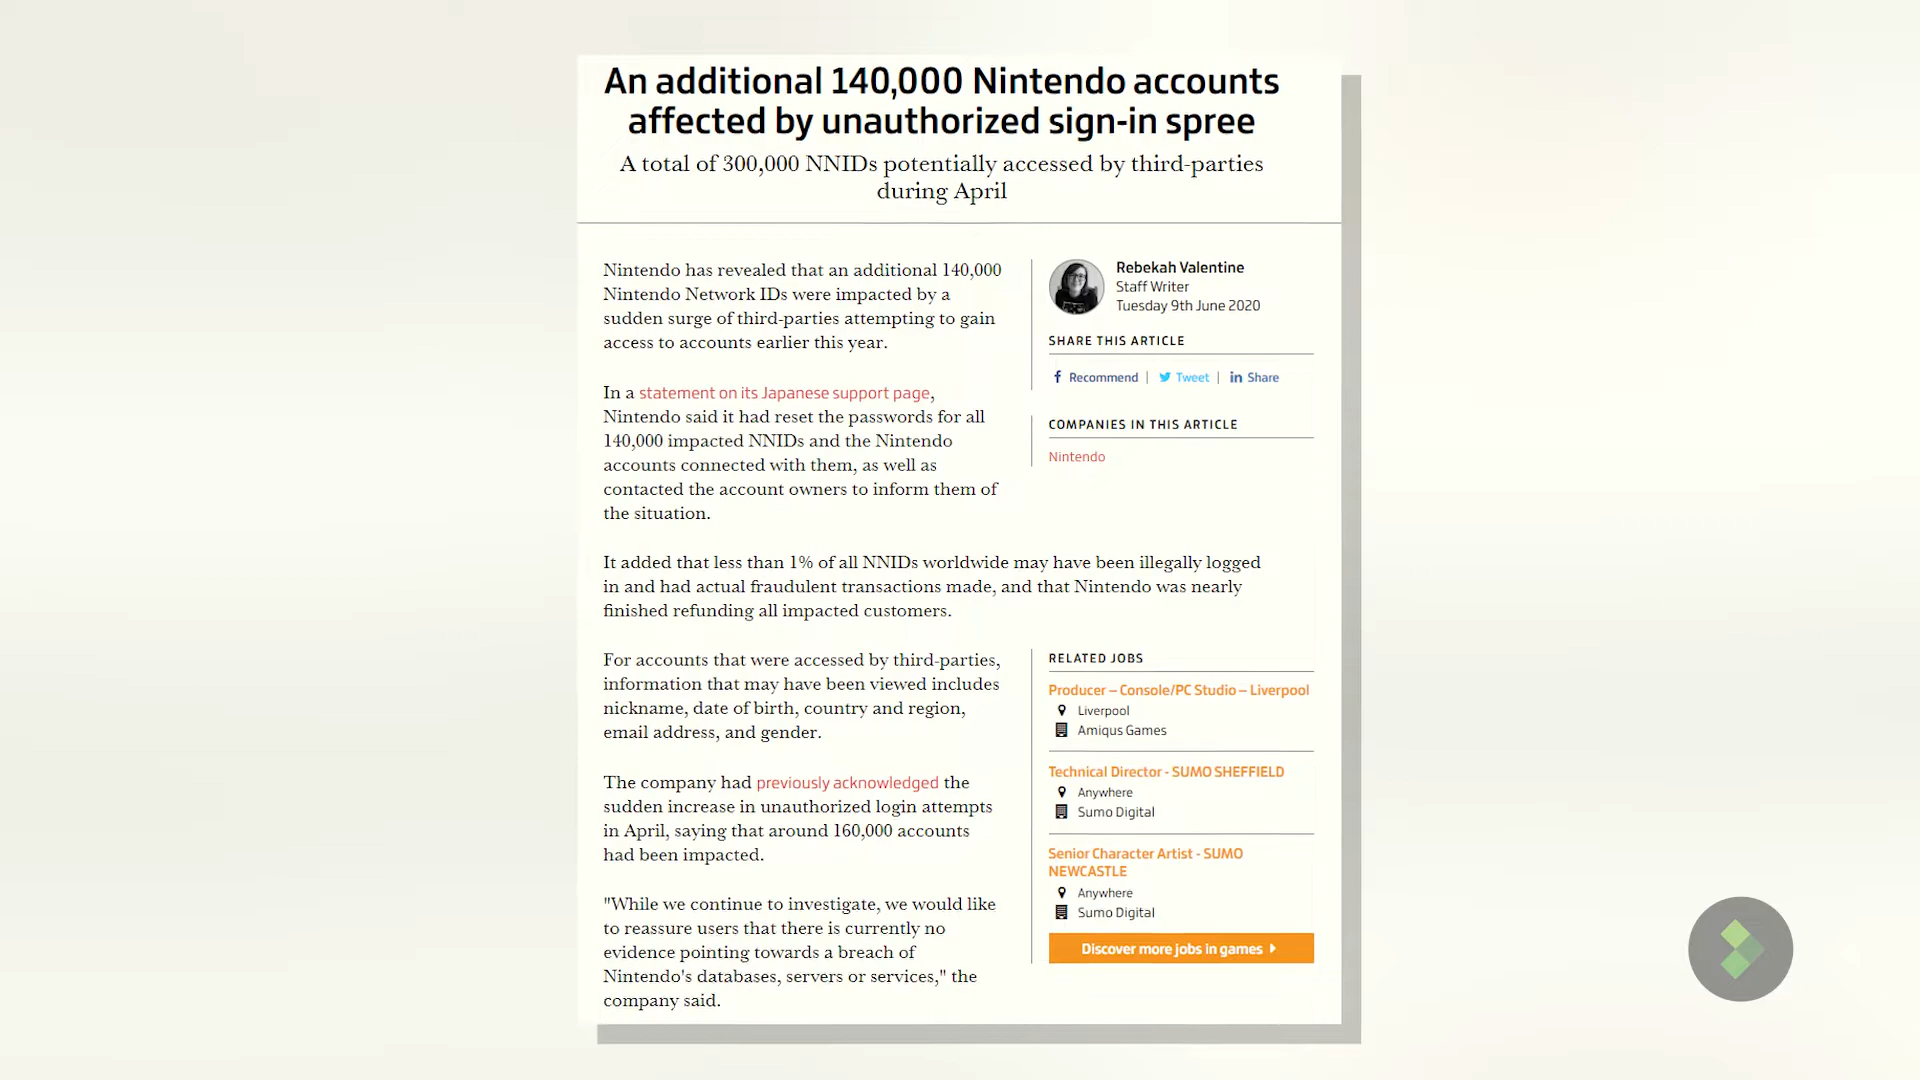 An additional 140,000 Nintendo accounts
affected by unauthorized sign-in spree
A total of 300,000 NNIDs potentially accessed by third-parties
during April
Nintendo has revealed that an additional 140,000
Nintendo Network IDs were impacted by a
sudden surge of third-parties attempting to gain
access to accounts earlier this year.
In a statement on its Japanese support page,
Nintendo said it had reset the passwords for all
140,000 impacted NNIDs and the Nintendo
accounts connected with them, as well as
contacted the account owners to inform them of
the situation.
Rebekah Valentine
Staff Writer
Tuesday 9th June 2020
SHARE THIS ARTICLE
Recommend | Tweet | in Share
COMPANIES IN THIS ARTICLE
Nintendo
It added that less than 1% of all NNIDs worldwide may have been illegally logged
in and had actual fraudulent transactions made, and that Nintendo was nearly
finished refunding all impacted customers.
For accounts that were accessed by third-parties,
information that may have been viewed includes
nickname, date of birth, country and region,
email address, and gender.
The company had previously acknowledged the
sudden increase in unauthorized login attempts
in April, saying that around 160,000 accounts
had been impacted.
"While we continue to investigate, we would like
to reassure users that there is currently no
evidence pointing towards a breach of
Nintendo's databases, servers or services," the
company said.
RELATED JOBS
Producer – Console/PC Studio – Liverpool
Liverpool
Amiqus Games
Technical Director - SUMO SHEFFIELD
Anywhere
Sumo Digital
Senior Character Artist - SUMO
NEWCASTLE
Anywhere
Sumo Digital
Discover more jobs in games